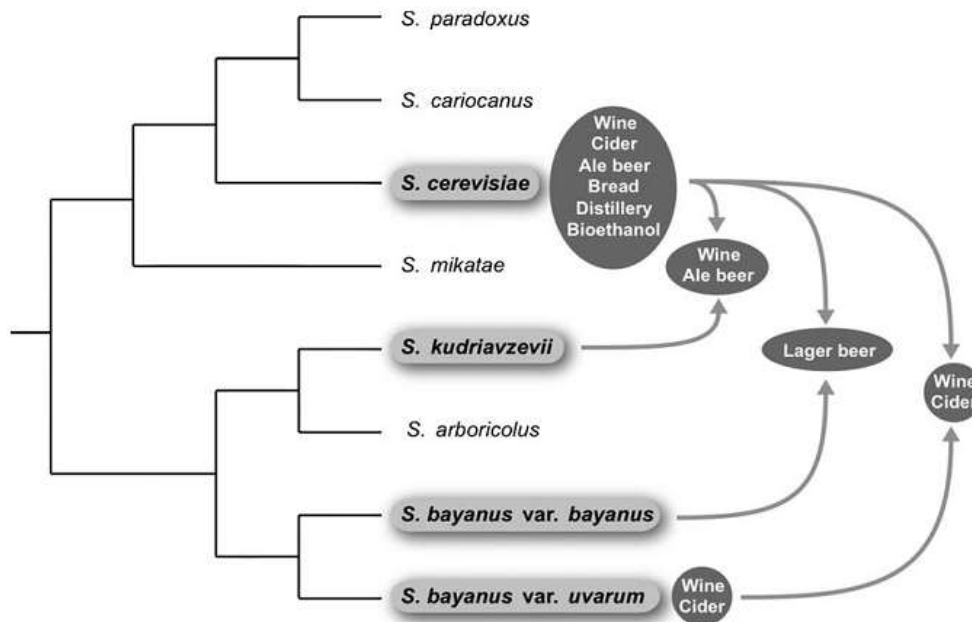 S. paradoxus
S. cariocanus
S. cerevisiae
Wine
Cider
Ale beer
Bread
Distillery
Bioethanol
S. mikatae
Wine
Ale beer
S. kudriavzevii
Lager beer
Wine
Cider
S. arboricolus
S. bayanus var. bayanus
S. bayanus var. uvarum
Wine
Cider